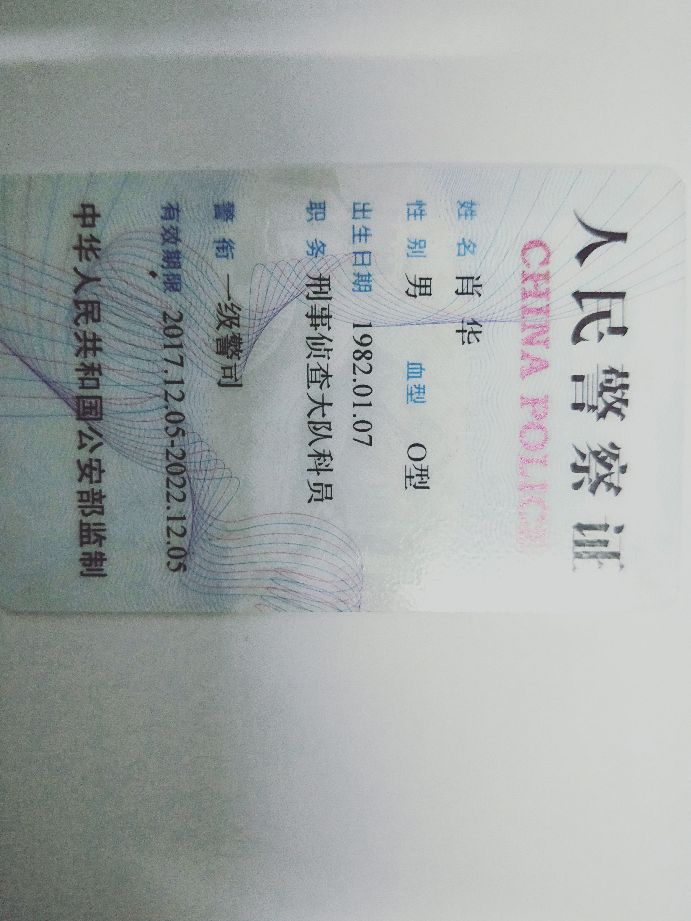 人民警察证
CHINA POLICE
姓名 肖华
性别 男 血型 O型
出生日期 1982.01.07
职务 刑事侦查大队科员
警衔 一级警司
有效期限 2017.12.05-2022.12.05
中华人民共和国公安部监制